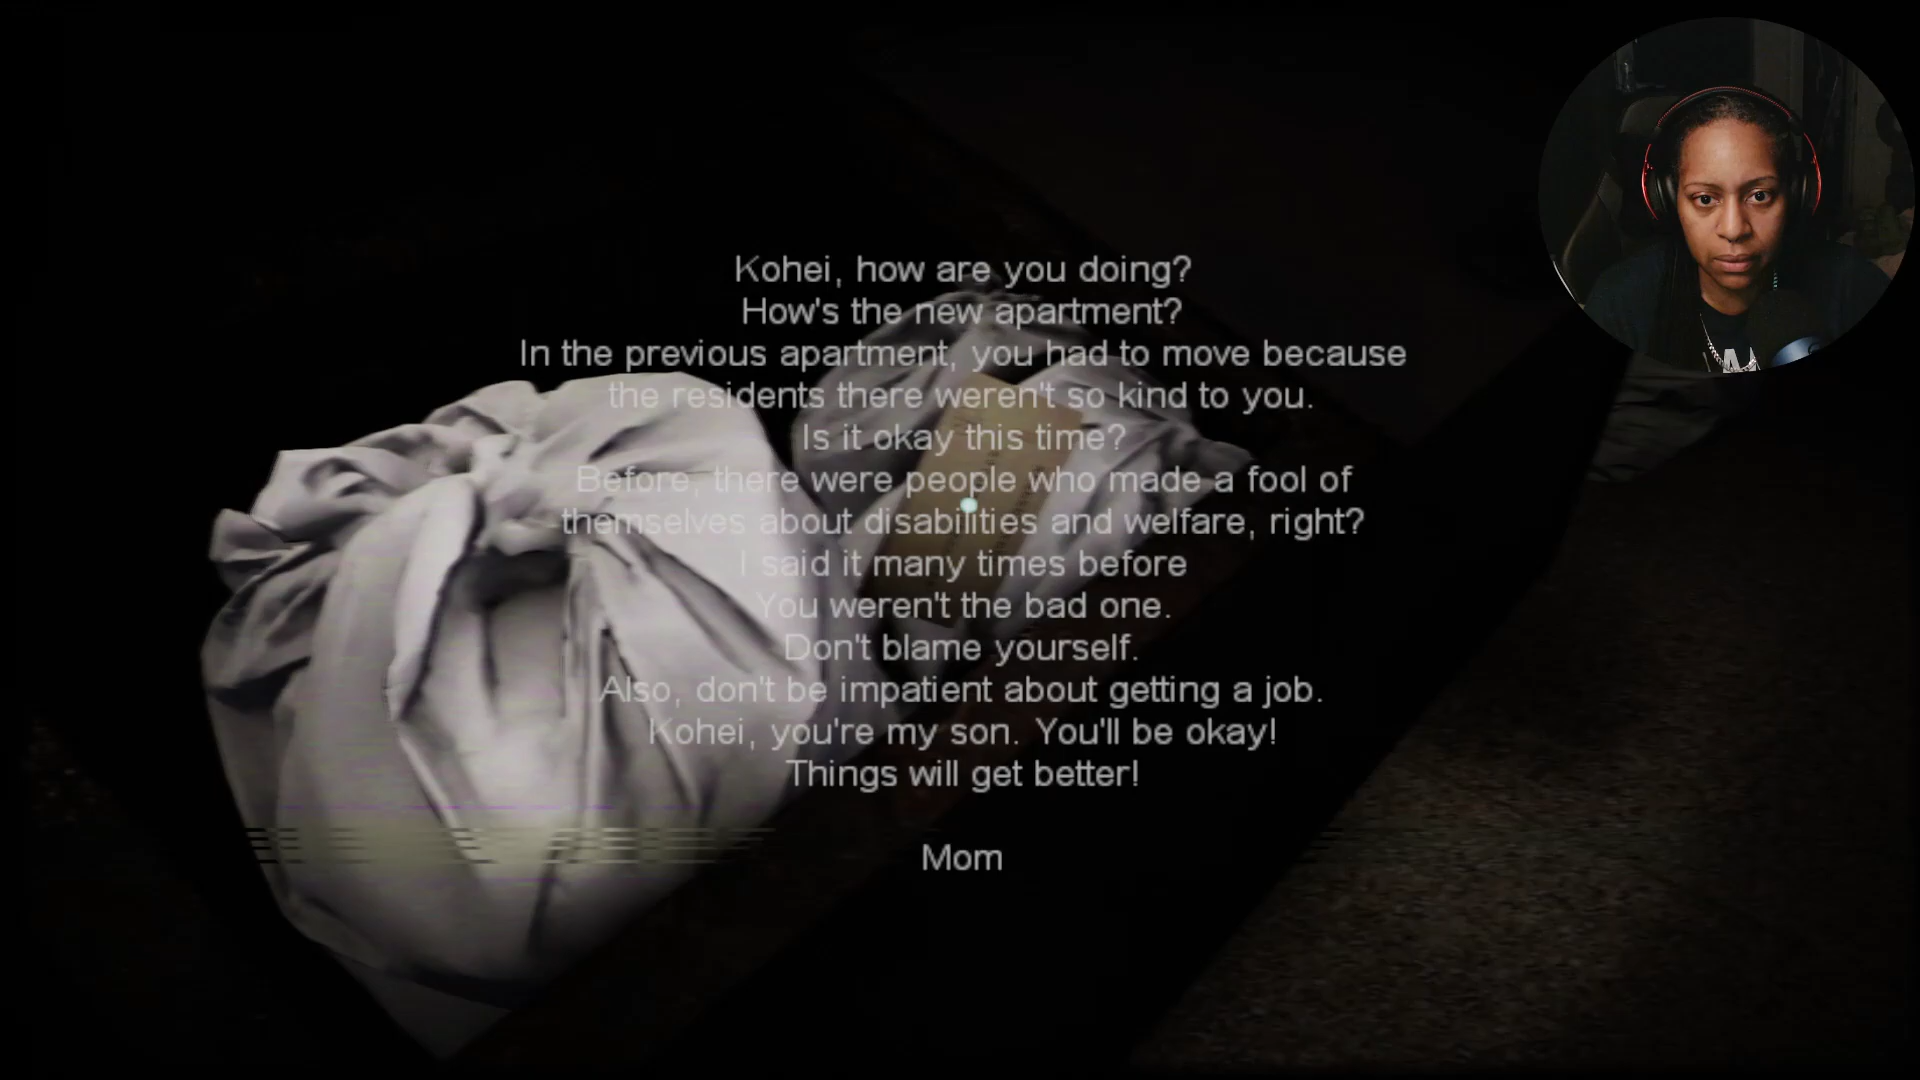 Kohei, how are you doing?
How's the new apartment?
In the previous apartment, you had to move because
the residents there weren't so kind to you.
Is it okay this time?
Before, there were people who made a fool of
themselves about disabilities and welfare, right?
I said it many times before
You weren't the bad one.
Don't blame yourself.
Also, don't be impatient about getting a job.
Kohei, you're my son. You'll be okay!
Things will get better!
Mom